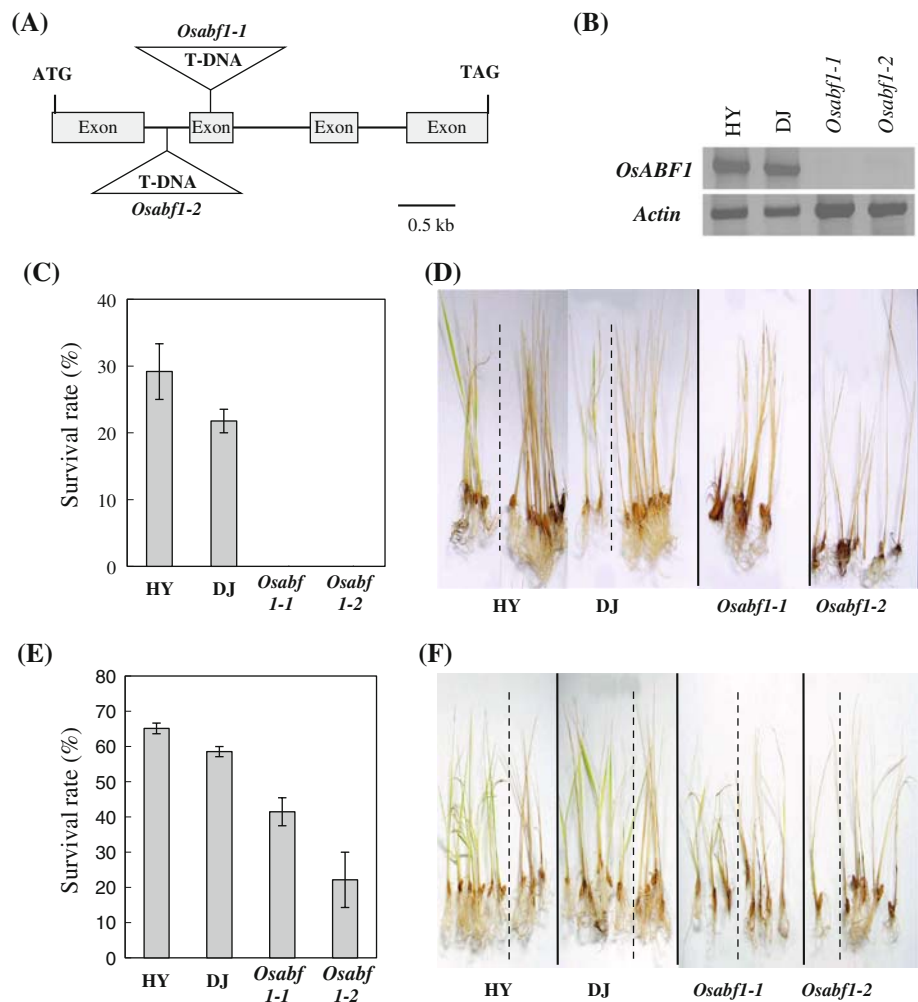 (A)
Osabf1-1
T-DNA
ATG
TAG
Exon
Exon
Exon
Exon
T-DNA
Osabf1-2
0.5 kb
(B)
HY
DJ
Osabf1-1
Osabf1-2
OsABF1
Actin
(C)
Survival rate (%)
40
30
20
10
0
HY
DJ
Osabf
1-1
Osabf
1-2
(D)
HY
DJ
Osabf1-1
Osabf1-2
(E)
Survival rate (%)
80
70
60
50
40
30
20
10
0
HY
DJ
Osabf
1-1
Osabf
1-2
(F)
HY
DJ
Osabf1-1
Osabf1-2